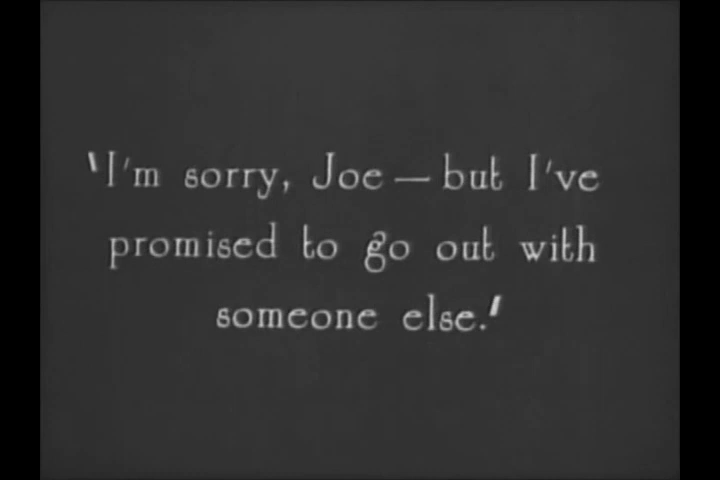 'I'm sorry, Joe — but I've
promised to go out with
someone else.'